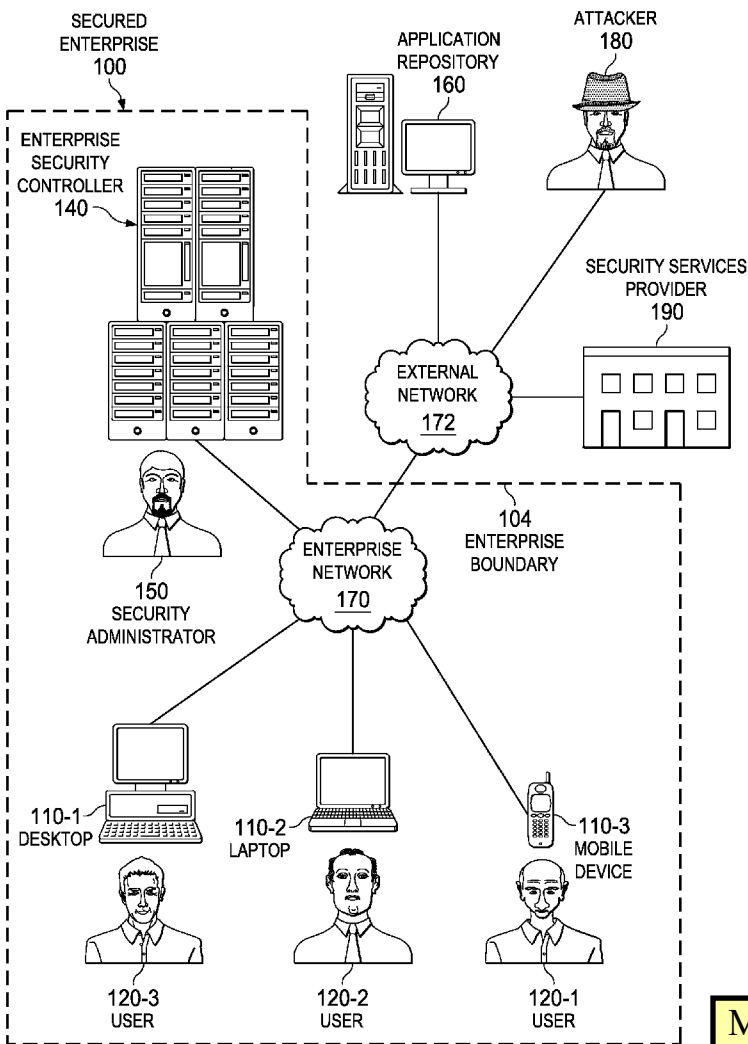 SECURED
ENTERPRISE
100
APPLICATION
REPOSITORY
160
ATTACKER
180
ENTERPRISE
SECURITY
CONTROLLER
140
SECURITY SERVICES
PROVIDER
190
EXTERNAL
NETWORK
172
104
ENTERPRISE
BOUNDARY
ENTERPRISE
NETWORK
170
150
SECURITY
ADMINISTRATOR
110-1
DESKTOP
110-2
LAPTOP
110-3
MOBILE
DEVICE
120-3
USER
120-2
USER
120-1
USER
M